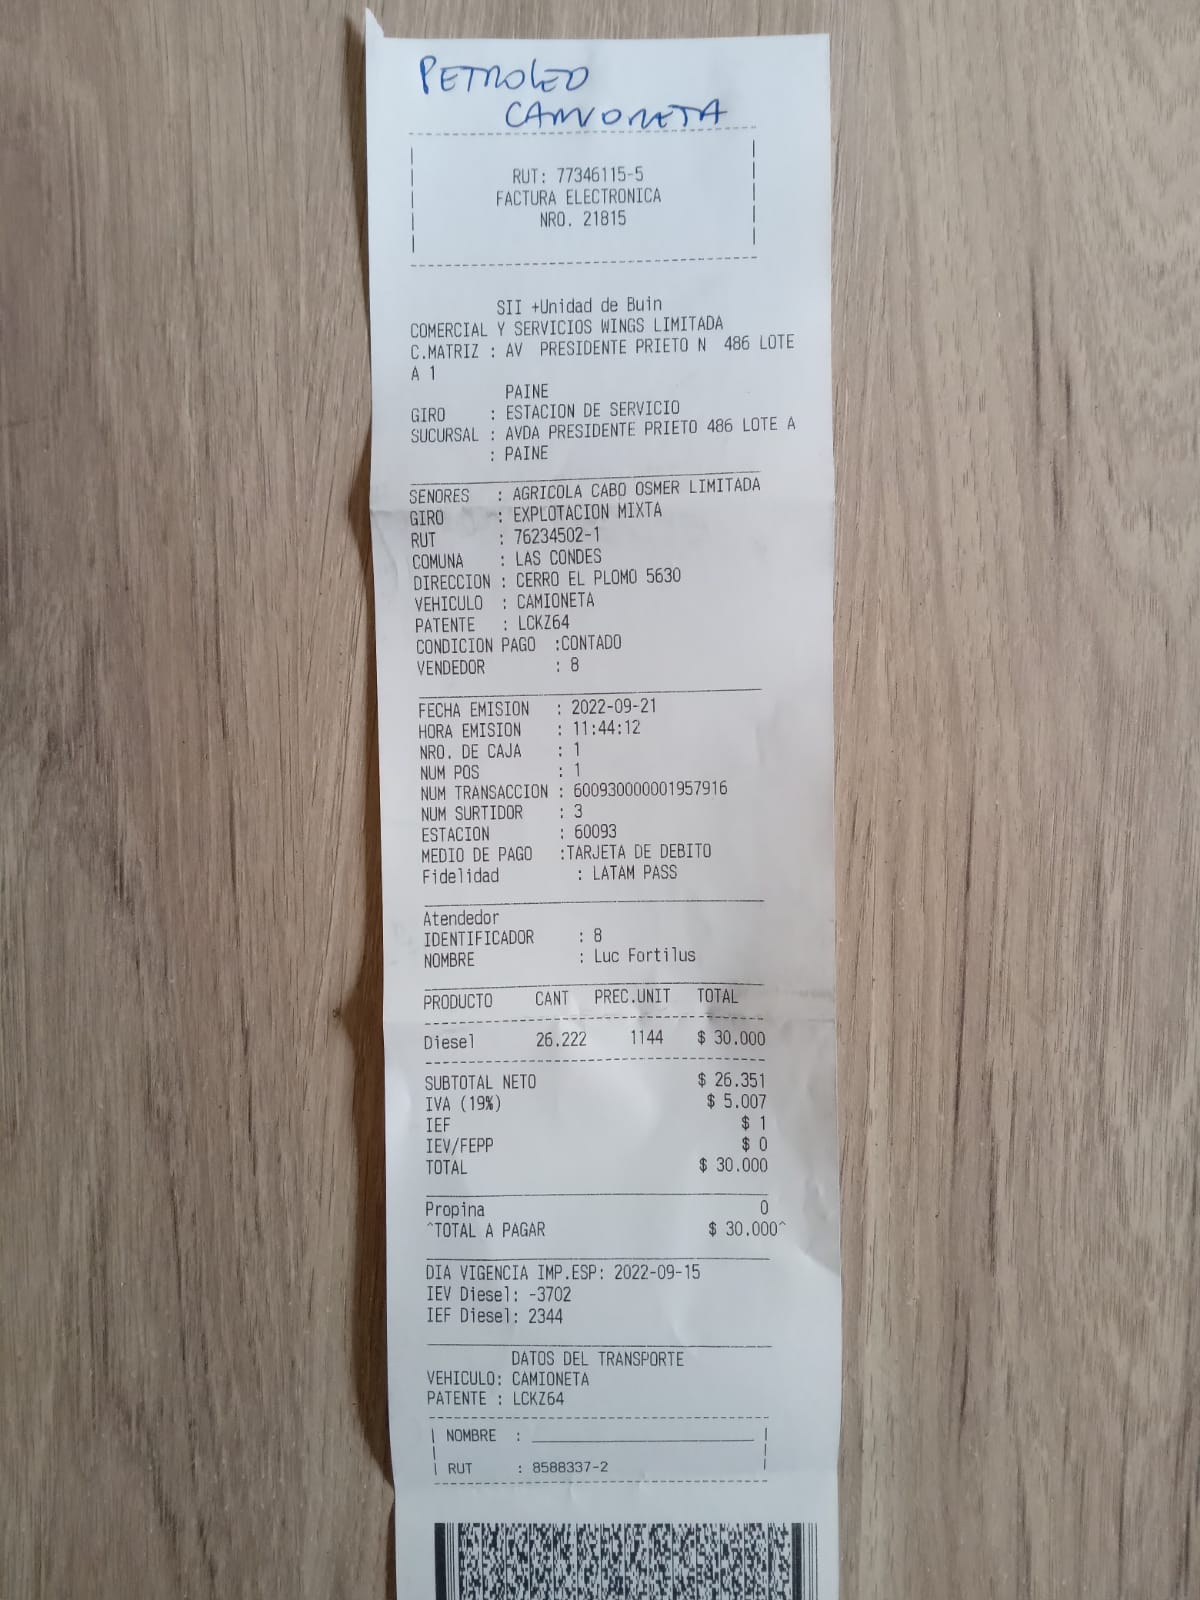 PETROLEO
CAMIONETA
RUT: 77346115-5
FACTURA ELECTRONICA
NRO. 21815
SII +Unidad de Buin
COMERCIAL Y SERVICIOS WINGS LIMITADA
C.MATRIZ : AV PRESIDENTE PRIETO N 486 LOTE
A 1
PAINE
GIRO : ESTACION DE SERVICIO
SUCURSAL : AVDA PRESIDENTE PRIETO 486 LOTE A
: PAINE
SENORES : AGRICOLA CABO OSMER LIMITADA
GIRO : EXPLOTACION MIXTA
RUT : 76234502-1
COMUNA : LAS CONDES
DIRECCION : CERRO EL PLOMO 5630
VEHICULO : CAMIONETA
PATENTE : LCKZ64
CONDICION PAGO :CONTADO
VENDEDOR : 8
FECHA EMISION : 2022-09-21
HORA EMISION : 11:44:12
NRO. DE CAJA : 1
NUM POS : 1
NUM TRANSACCION : 600930000001957916
NUM SURTIDOR : 3
ESTACION : 60093
MEDIO DE PAGO :TARJETA DE DEBITO
Fidelidad : LATAM PASS
Atendedor
IDENTIFICADOR : 8
NOMBRE : Luc Fortilus
PRODUCTO CANT PREC.UNIT TOTAL
Diesel 26.222 1144 $ 30.000
SUBTOTAL NETO $ 26.351
IVA (19%) $ 5.007
IEF $ 1
IEV/FEPP $ 0
TOTAL $ 30.000
Propina 0
^TOTAL A PAGAR $ 30.000^
DIA VIGENCIA IMP.ESP: 2022-09-15
IEV Diesel: -3702
IEF Diesel: 2344
DATOS DEL TRANSPORTE
VEHICULO: CAMIONETA
PATENTE : LCKZ64
NOMBRE :
RUT : 8588337-2